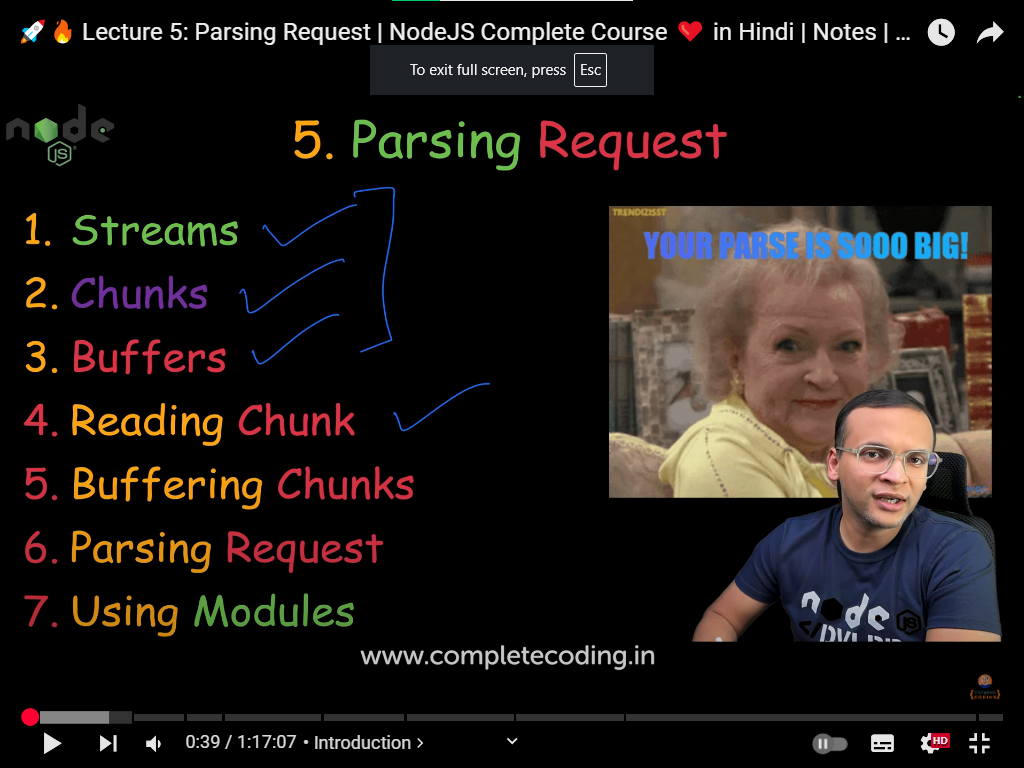 🚀🔥 Lecture 5: Parsing Request | NodeJS Complete Course ❤️ in Hindi | Notes | ...
To exit full screen, press Esc
node
JS
5. Parsing Request
1. Streams
2. Chunks
3. Buffers
4. Reading Chunk
5. Buffering Chunks
6. Parsing Request
7. Using Modules
TRENDIZISST
YOUR PARSE IS SOOO BIG!
node
JS
www.completecoding.in
0:39 / 1:17:07 • Introduction >
HD